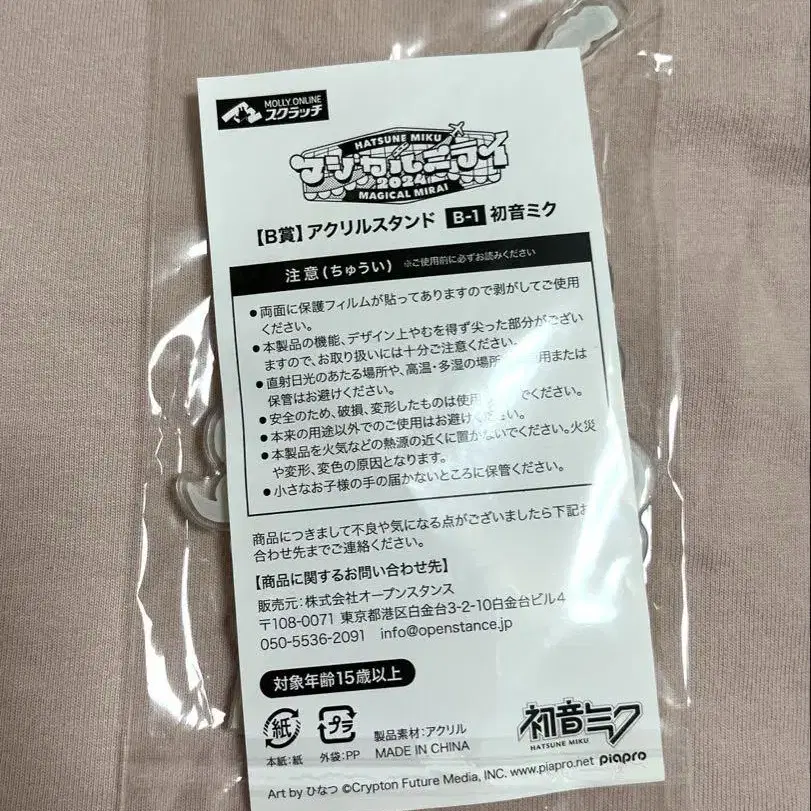 MOLLY.ONLINE
スクラッチ
HATSUNE MIKU
マジカルミライ
2024
MAGICAL MIRAI
【B賞】アクリルスタンド B-1 初音ミク
注意(ちゅうい) ※ご使用前に必ずお読みください
●両面に保護フィルムが貼ってありますので剥がしてご使用
ください。
●本製品の機能、デザイン上やむを得ず尖った部分がござい
ますので、お取り扱いには十分ご注意ください。
●直射日光のあたる場所や、高温・多湿の場所 用または
保管はお避けください。
●安全のため、破損、変形したものは使用 でください。
●本来の用途以外でのご使用はお避けください。
●本製品を火気などの熱源の近くに置かないでください。火災
や変形、変色の原因となります。
●小さなお子様の手の届かないところに保管ください。
商品につきまして不良や気になる点がございましたら下記お
合わせ先までご連絡ください。
【商品に関するお問い合わせ先】
販売元:株式会社オープンスタンス
〒108-0071 東京都港区白金台3-2-10白金台ビル4
050-5536-2091 info@openstance.jp
対象年齢15歳以上
紙
本紙:紙
プラ
外袋:PP
製品素材:アクリル
MADE IN CHINA
初音ミク
HATSUNE MIKU
Art by ひなつ ©Crypton Future Media, INC. www.piapro.net piapro